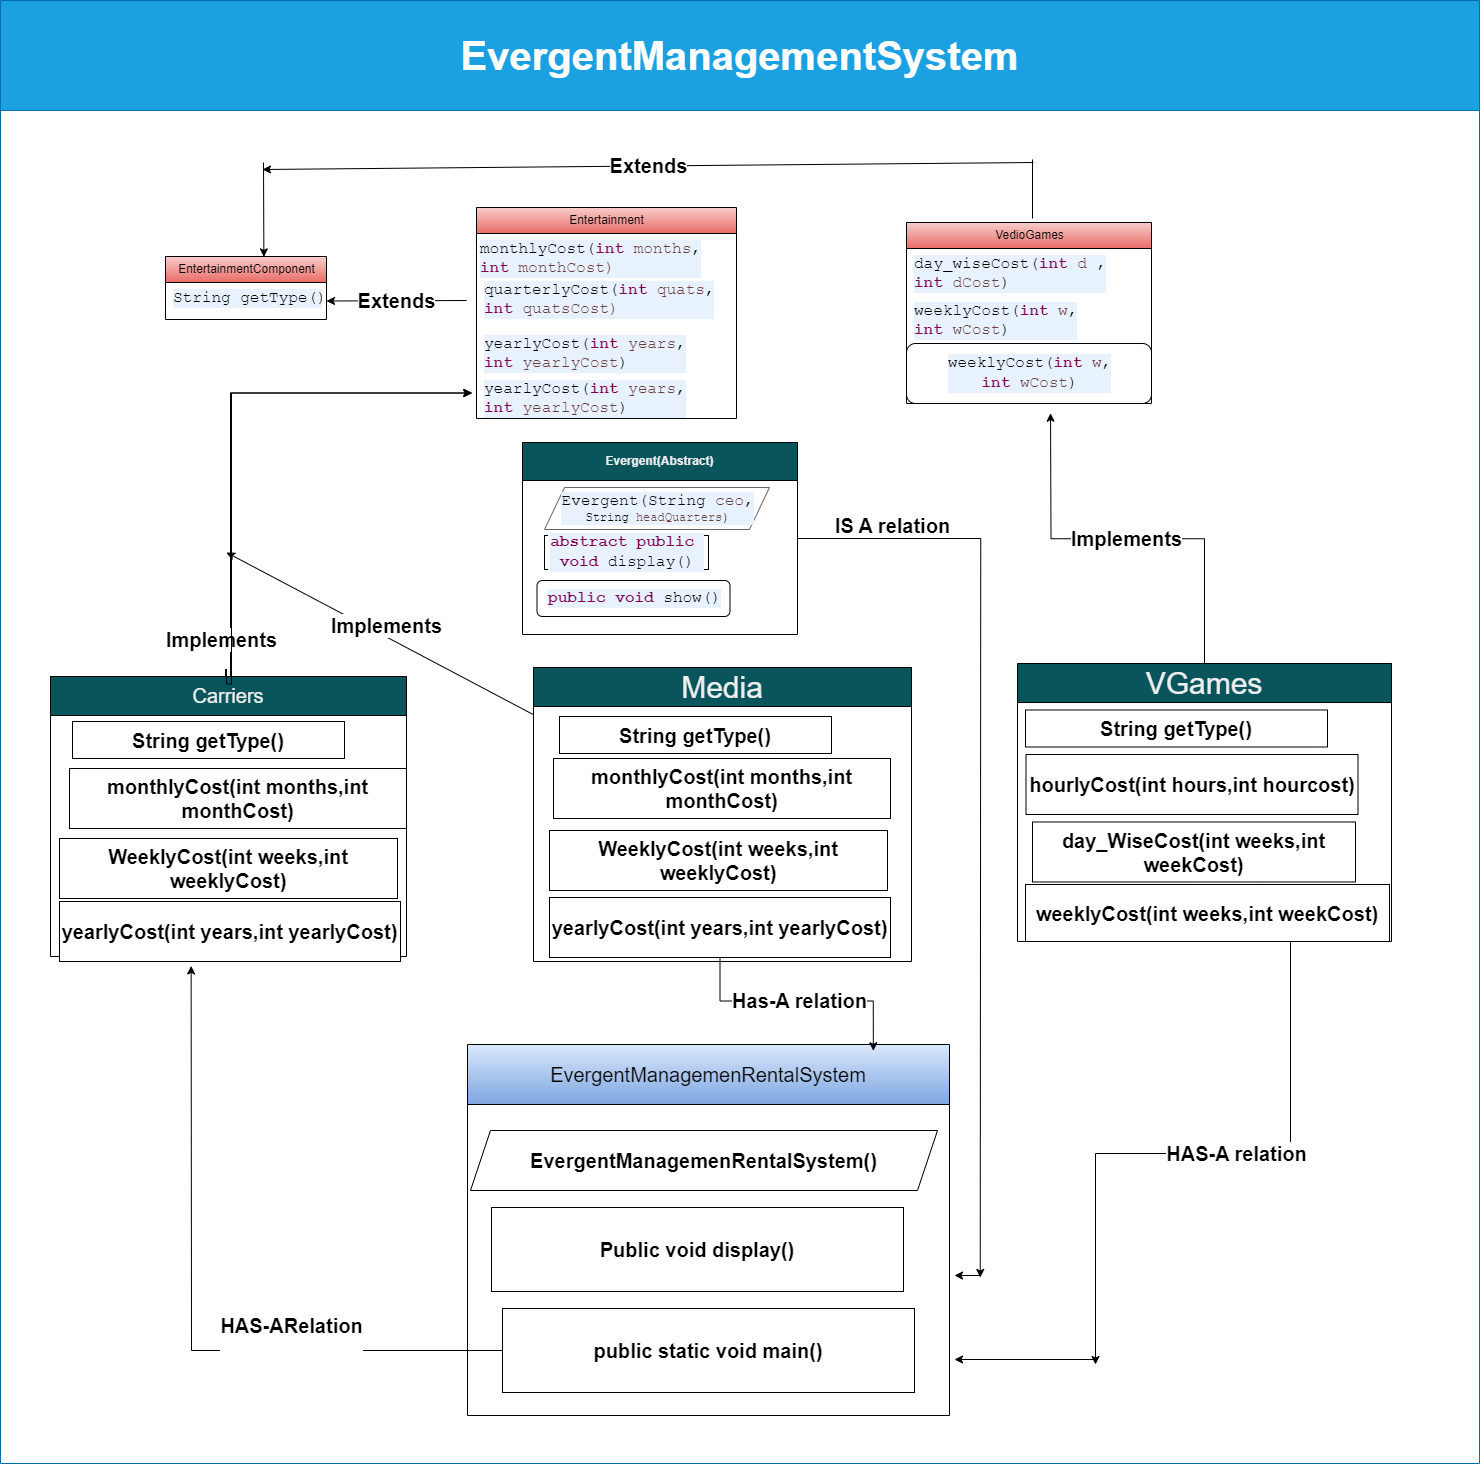 EvergentManagementSystem
Extends
Entertainment
monthlyCost(int months,
int monthCost)
quarterlyCost(int quats,
int quatsCost)
yearlyCost(int years,
int yearlyCost)
yearlyCost(int years,
int yearlyCost)
VedioGames
day_wiseCost(int d ,
int dCost)
weeklyCost(int w,
int wCost)
weeklyCost(int w,
int wCost)
EntertainmentComponent
String getType()
Extends
Evergent(Abstract)
Evergent(String ceo,
String headQuarters)
abstract public
void display()
public void show()
IS A relation
Implements
Implements
Implements
Carriers
String getType()
monthlyCost(int months,int
monthCost)
WeeklyCost(int weeks,int
weeklyCost)
yearlyCost(int years,int yearlyCost)
Media
String getType()
monthlyCost(int months,int
monthCost)
WeeklyCost(int weeks,int
weeklyCost)
yearlyCost(int years,int yearlyCost)
VGames
String getType()
hourlyCost(int hours,int hourcost)
day_WiseCost(int weeks,int
weekCost)
weeklyCost(int weeks,int weekCost)
Has-A relation
EvergentManagemenRentalSystem
EvergentManagemenRentalSystem()
Public void display()
public static void main()
HAS-A relation
HAS-ARelation